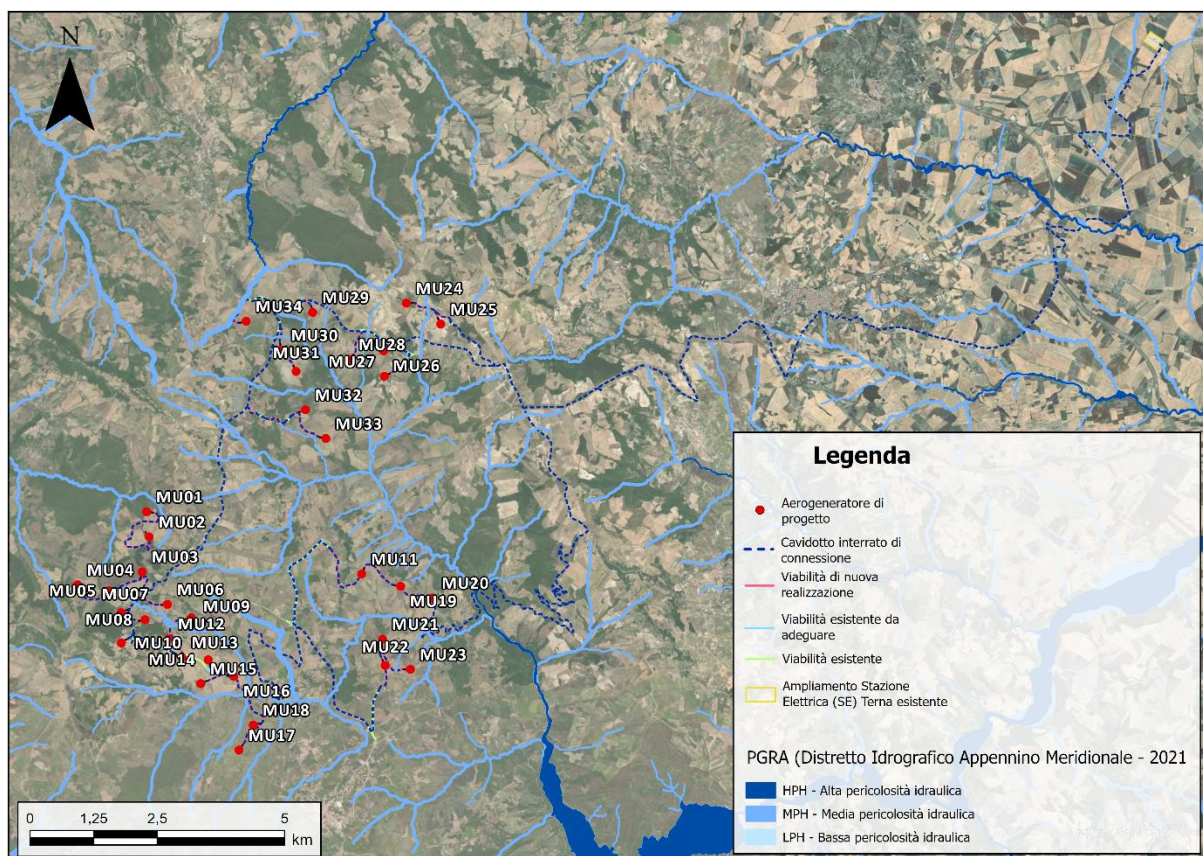 N
MU24
MU29
MU34
MU25
MU30
MU28
MU31
MU27
MU26
MU32
MU33
MU01
MU02
MU03
MU04
MU11
MU05
MU07
MU06
MU20
MU09
MU19
MU08
MU12
MU21
MU10
MU13
MU14
MU22
MU23
MU15
MU16
MU18
MU17
0
1,25
2,5
5
km
Legenda
Aerogeneratore di
progetto
Cavidotto interrato di
connessione
Viabilità di nuova
realizzazione
Viabilità esistente da
adeguare
Viabilità esistente
Ampliamento Stazione
Elettrica (SE) Terna esistente
PGRA (Distretto Idrografico Appennino Meridionale - 2021
HPH - Alta pericolosità idraulica
MPH - Media pericolosità idraulica
LPH - Bassa pericolosità idraulica